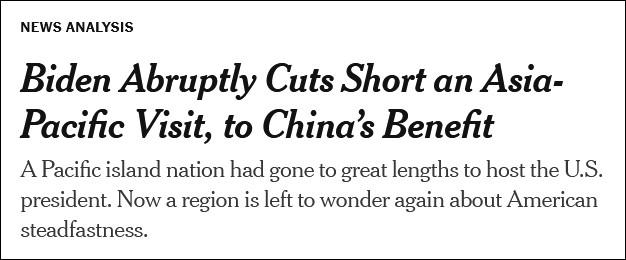 NEWS ANALYSIS
Biden Abruptly Cuts Short an Asia-
Pacific Visit, to China’s Benefit
A Pacific island nation had gone to great lengths to host the U.S.
president. Now a region is left to wonder again about American
steadfastness.